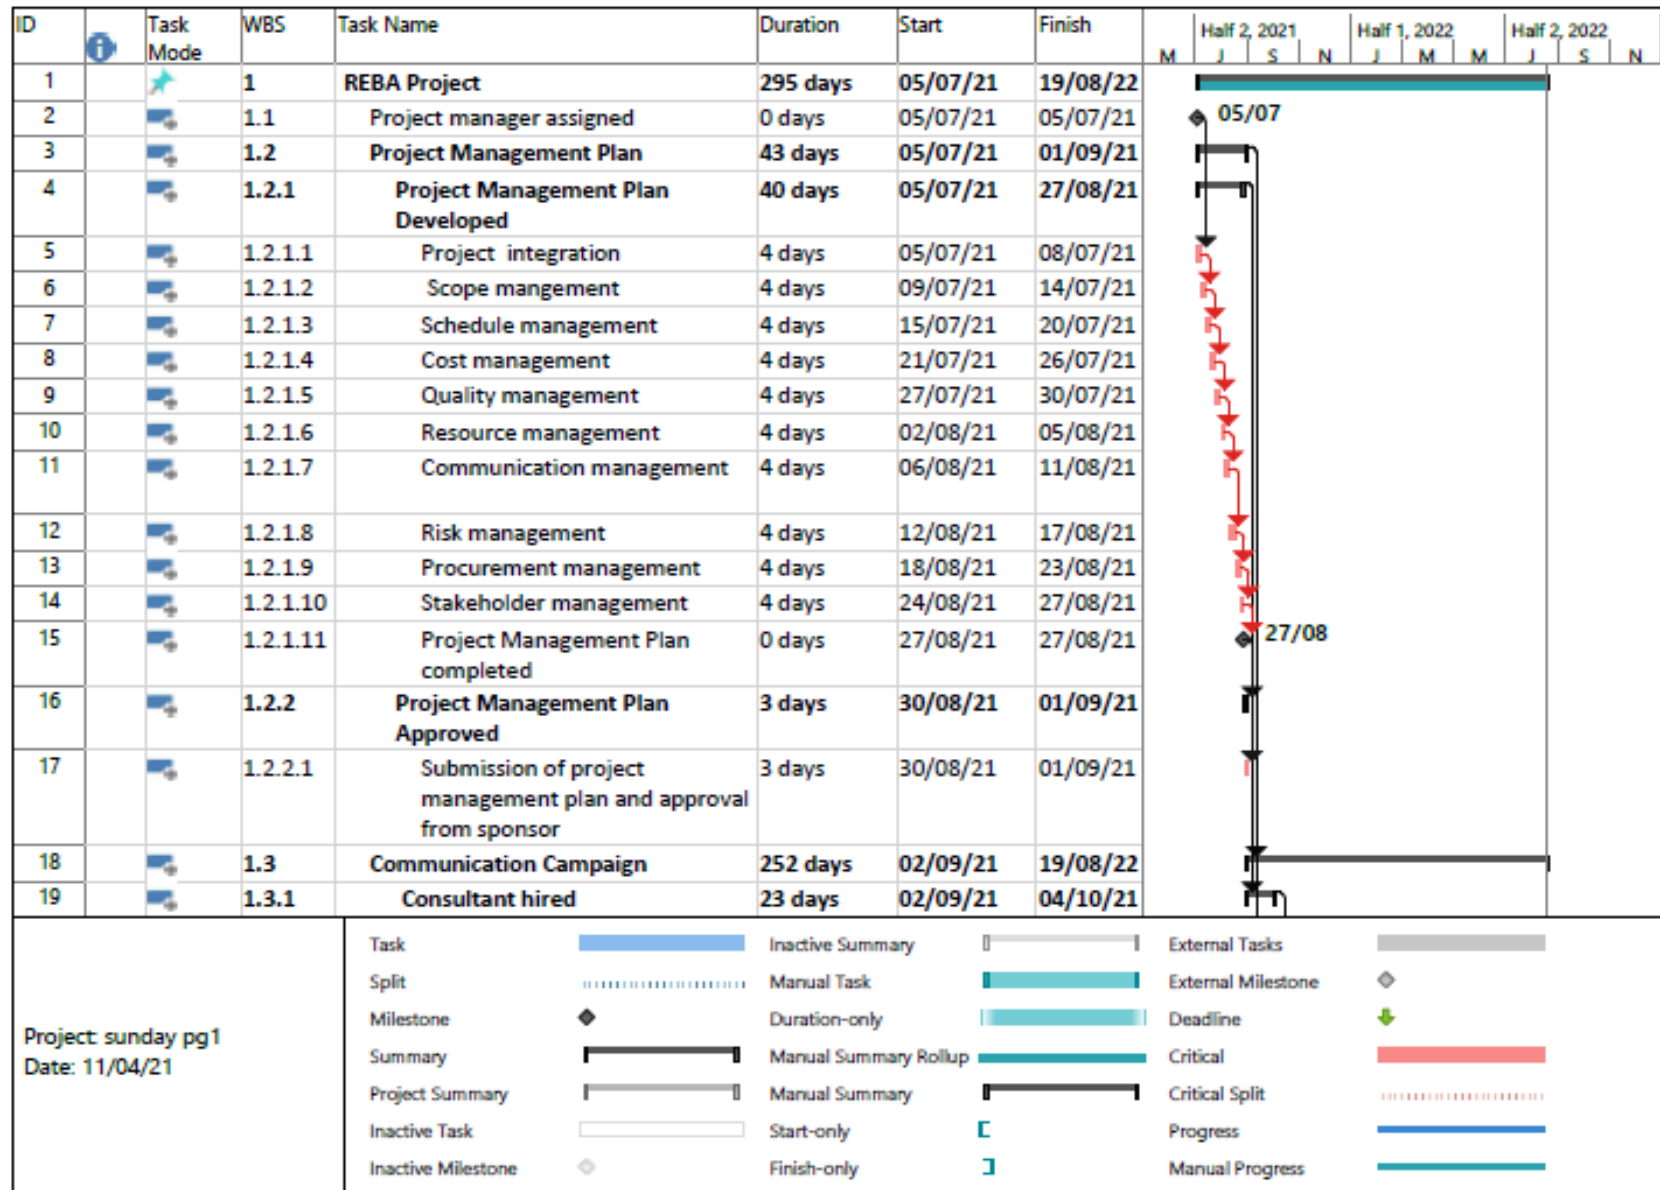 ID Task Mode WBS Task Name Duration Start Finish
Half 2, 2021 Half 1, 2022 Half 2, 2022
M J S N J M M J S N
1 1 REBA Project 295 days 05/07/21 19/08/22
2 1.1 Project manager assigned 0 days 05/07/21 05/07/21 05/07
3 1.2 Project Management Plan 43 days 05/07/21 01/09/21
4 1.2.1 Project Management Plan 40 days 05/07/21 27/08/21
Developed
5 1.2.1.1 Project integration 4 days 05/07/21 08/07/21
6 1.2.1.2 Scope mangement 4 days 09/07/21 14/07/21
7 1.2.1.3 Schedule management 4 days 15/07/21 20/07/21
8 1.2.1.4 Cost management 4 days 21/07/21 26/07/21
9 1.2.1.5 Quality management 4 days 27/07/21 30/07/21
10 1.2.1.6 Resource management 4 days 02/08/21 05/08/21
11 1.2.1.7 Communication management 4 days 06/08/21 11/08/21
12 1.2.1.8 Risk management 4 days 12/08/21 17/08/21
13 1.2.1.9 Procurement management 4 days 18/08/21 23/08/21
14 1.2.1.10 Stakeholder management 4 days 24/08/21 27/08/21
15 1.2.1.11 Project Management Plan 0 days 27/08/21 27/08/21 27/08
completed
16 1.2.2 Project Management Plan 3 days 30/08/21 01/09/21
Approved
17 1.2.2.1 Submission of project 3 days 30/08/21 01/09/21
management plan and approval
from sponsor
18 1.3 Communication Campaign 252 days 02/09/21 19/08/22
19 1.3.1 Consultant hired 23 days 02/09/21 04/10/21
Project: sunday pg1
Date: 11/04/21
Task Inactive Summary External Tasks
Split Manual Task External Milestone
Milestone Duration-only Deadline
Summary Manual Summary Rollup Critical
Project Summary Manual Summary Critical Split
Inactive Task Start-only Progress
Inactive Milestone Finish-only Manual Progress